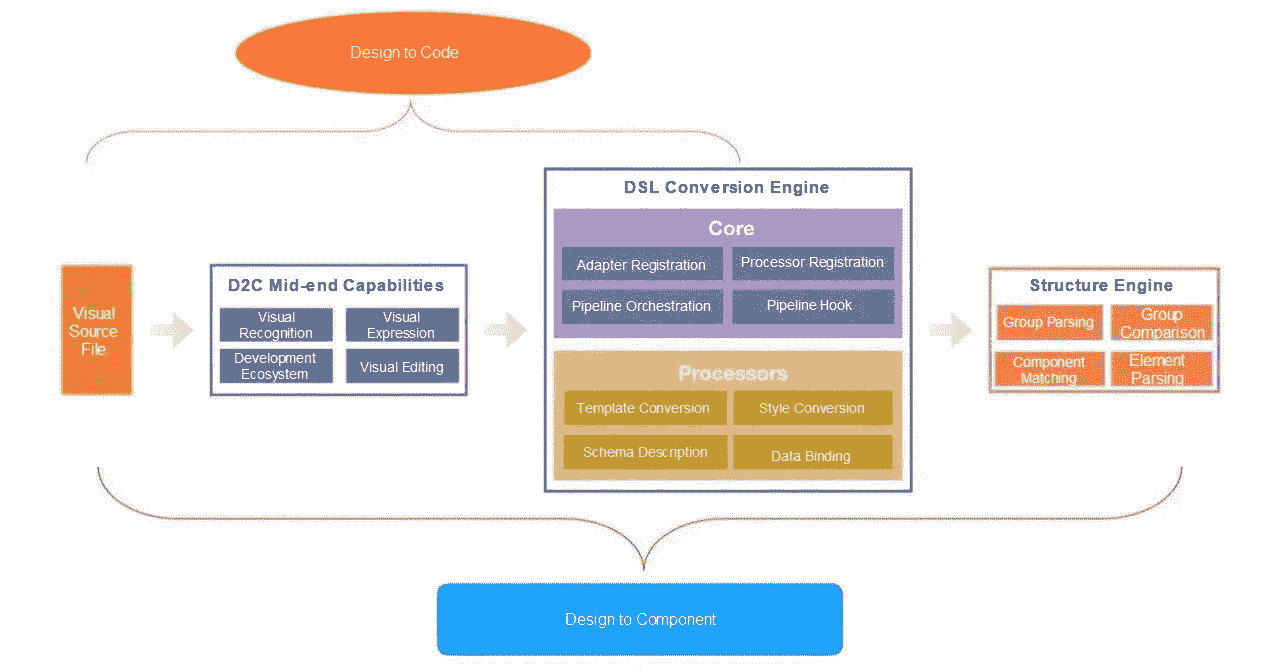 Design to Code
DSL Conversion Engine
Core
Adapter Registration
Processor Registration
Pipeline Orchestration
Pipeline Hook
Processors
Template Conversion
Style Conversion
Schema Description
Data Binding
Visual
Source
File
D2C Mid-end Capabilities
Visual
Recognition
Visual
Expression
Development
Ecosystem
Visual Editing
Structure Engine
Group Parsing
Group
Comparison
Component
Matching
Element
Parsing
Design to Component